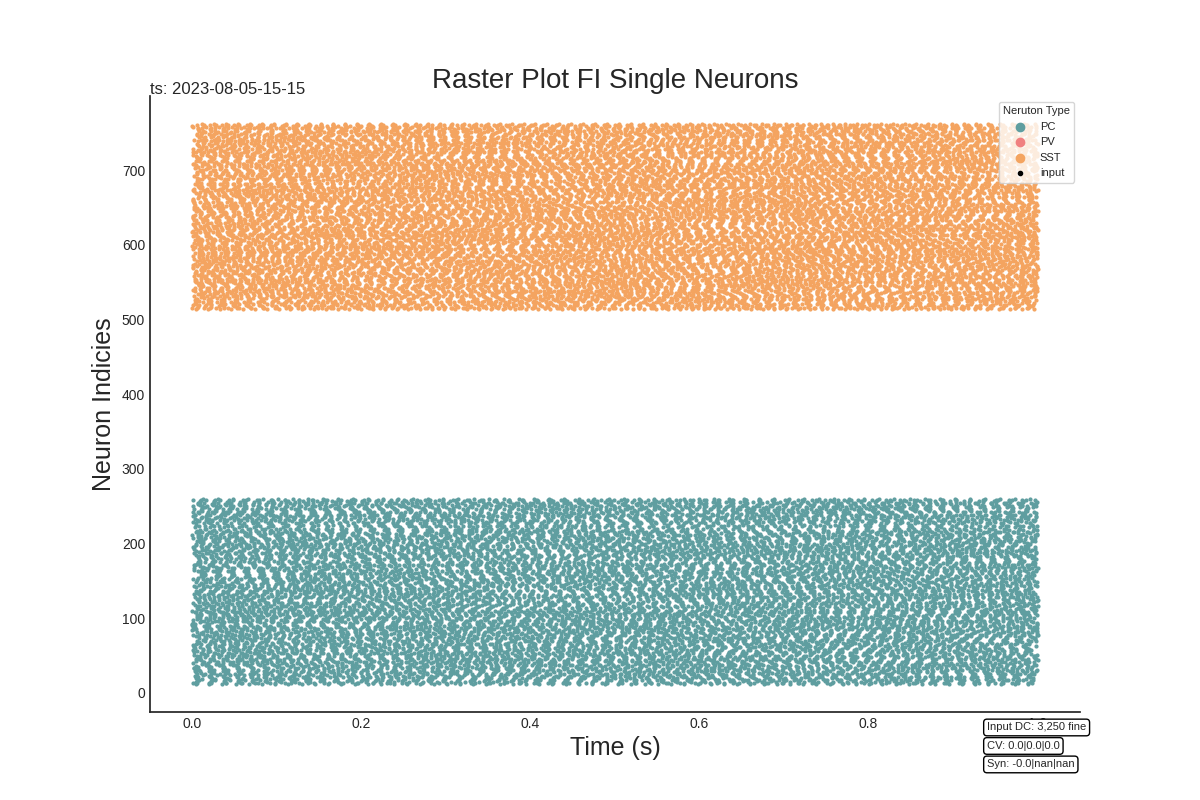 Raster Plot FI Single Neurons
ts: 2023-08-05-15-15
Neruton Type
PC
PV
SST
input
Neuron Indicies
700
600
500
400
300
200
100
0
0.0 0.2 0.4 0.6 0.8
Time (s)
Input DC: 3,250 fine
CV: 0.0|0.0|0.0
Syn: -0.0|nan|nan